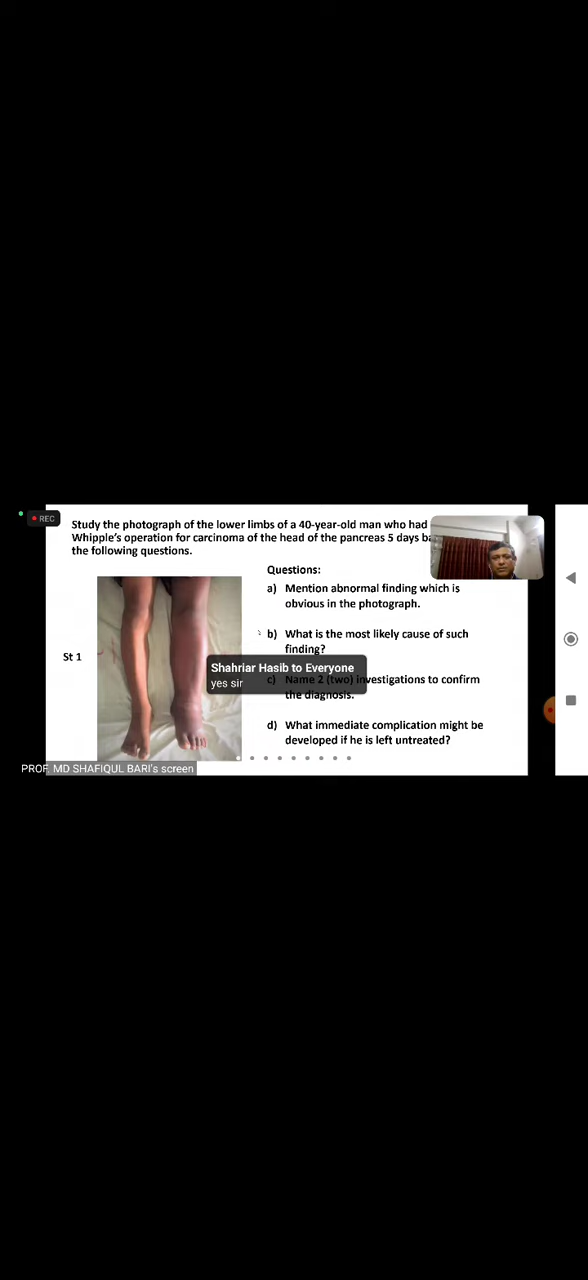 REC
Study the photograph of the lower limbs of a 40-year-old man who had
Whipple's operation for carcinoma of the head of the pancreas 5 days
the following questions.
Questions:
a) Mention abnormal finding which is
obvious in the photograph.
b) What is the most likely cause of such
finding?
St 1
Shahriar Hasib to Everyone
yes sir
c) Name 2 (two) investigations to confirm
the diagnosis.
d) What immediate complication might be
developed if he is left untreated?
PROF. MD SHAFIQUL BARI's screen